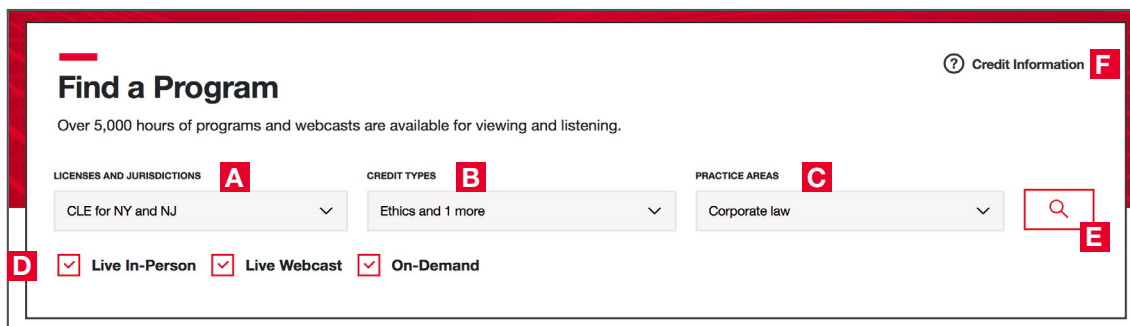 Credit Information F
Find a Program
Over 5,000 hours of programs and webcasts are available for viewing and listening.
LICENSES AND JURISDICTIONS A CREDIT TYPES B PRACTICE AREAS C
CLE for NY and NJ Ethics and 1 more Corporate law
E
D Live In-Person Live Webcast On-Demand